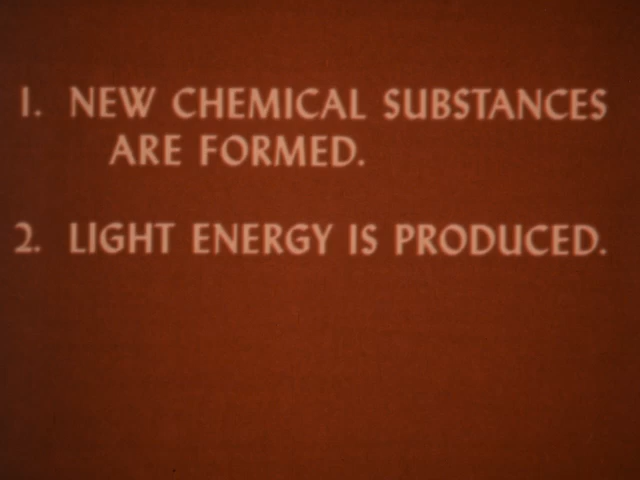 1. NEW CHEMICAL SUBSTANCES
ARE FORMED.
2. LIGHT ENERGY IS PRODUCED.